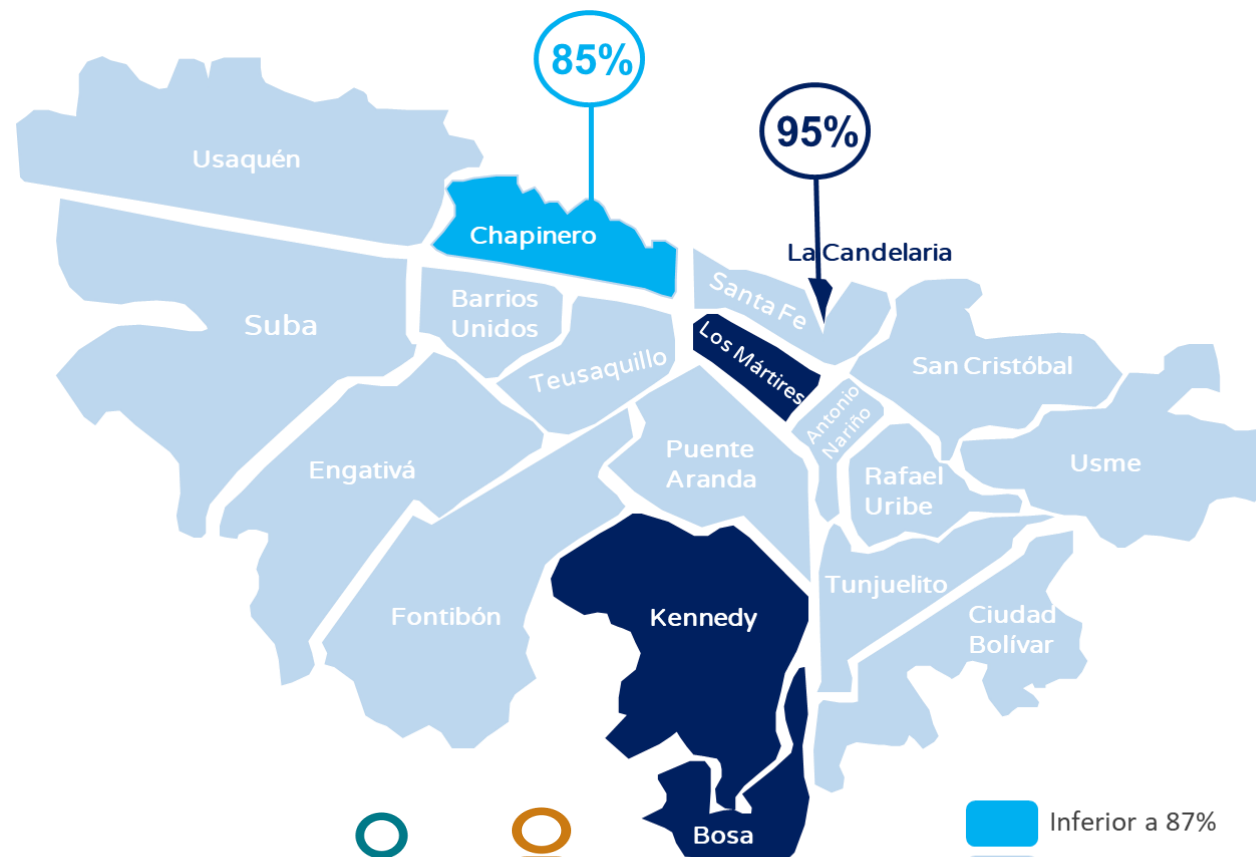 85%
95%
Usaquén
Chapinero
La Candelaria
Santa Fe
Barrios
Unidos
Suba
Teusaquillo
Los Mártires
San Cristóbal
Antonio
Nariño
Engativá
Puente
Aranda
Rafael
Uribe
Usme
Fontibón
Kennedy
Tunjuelito
Ciudad
Bolívar
Bosa
Inferior a 87%